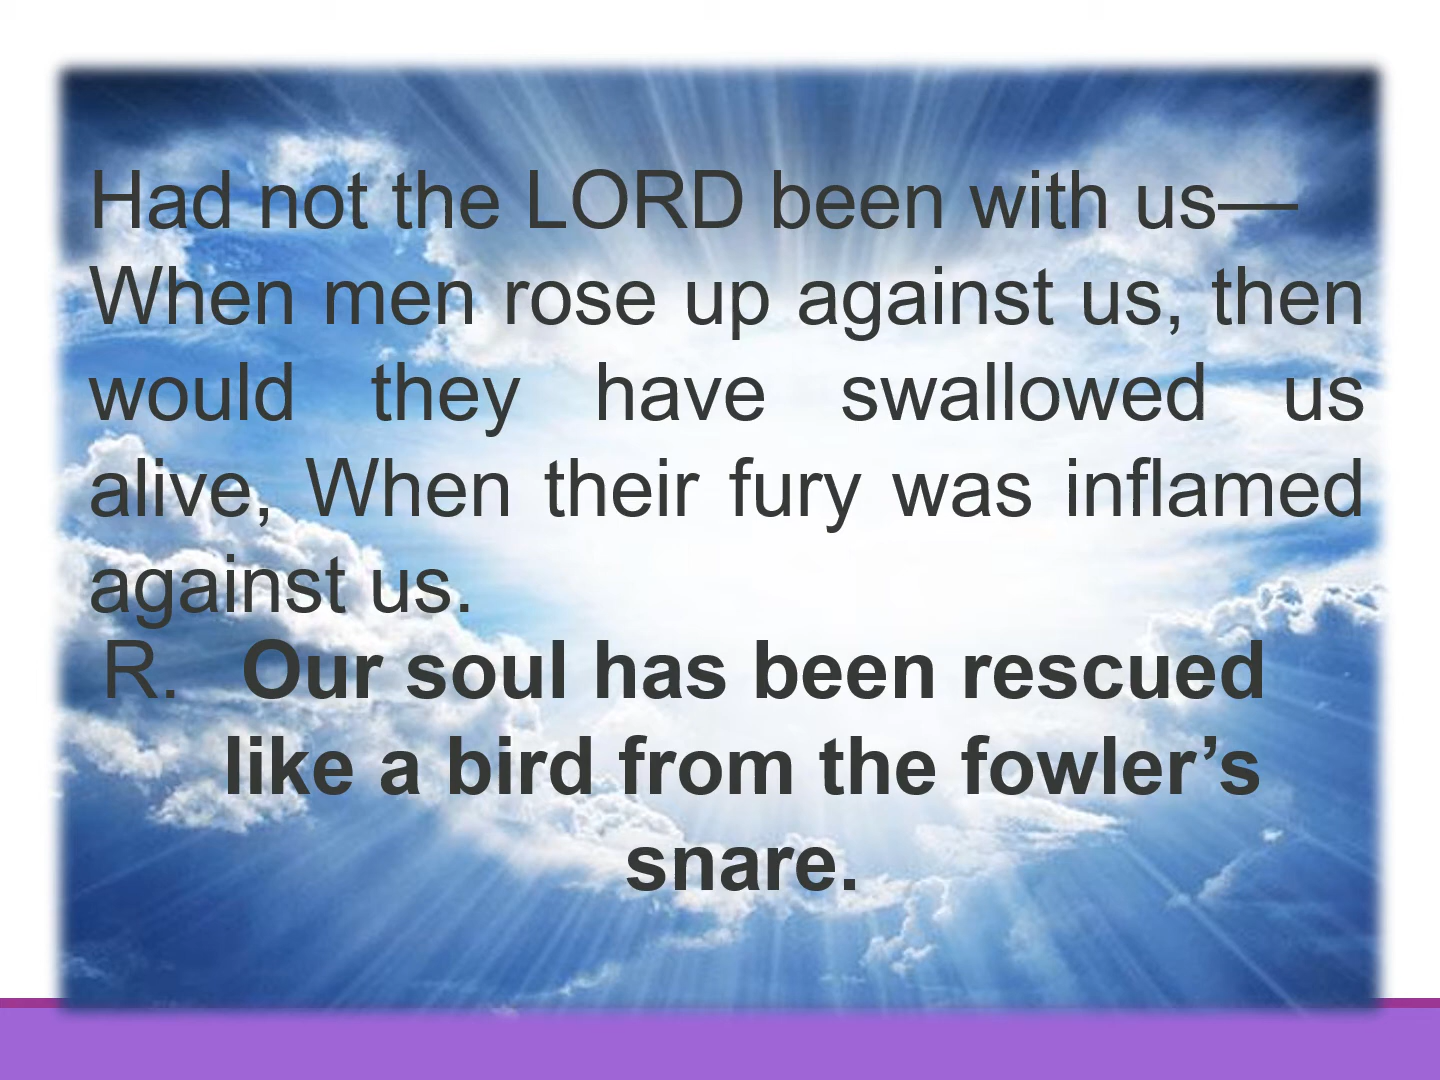 Had not the LORD been with us—
When men rose up against us, then
would they have swallowed us
alive, When their fury was inflamed
against us.
R. Our soul has been rescued
like a bird from the fowler’s
snare.